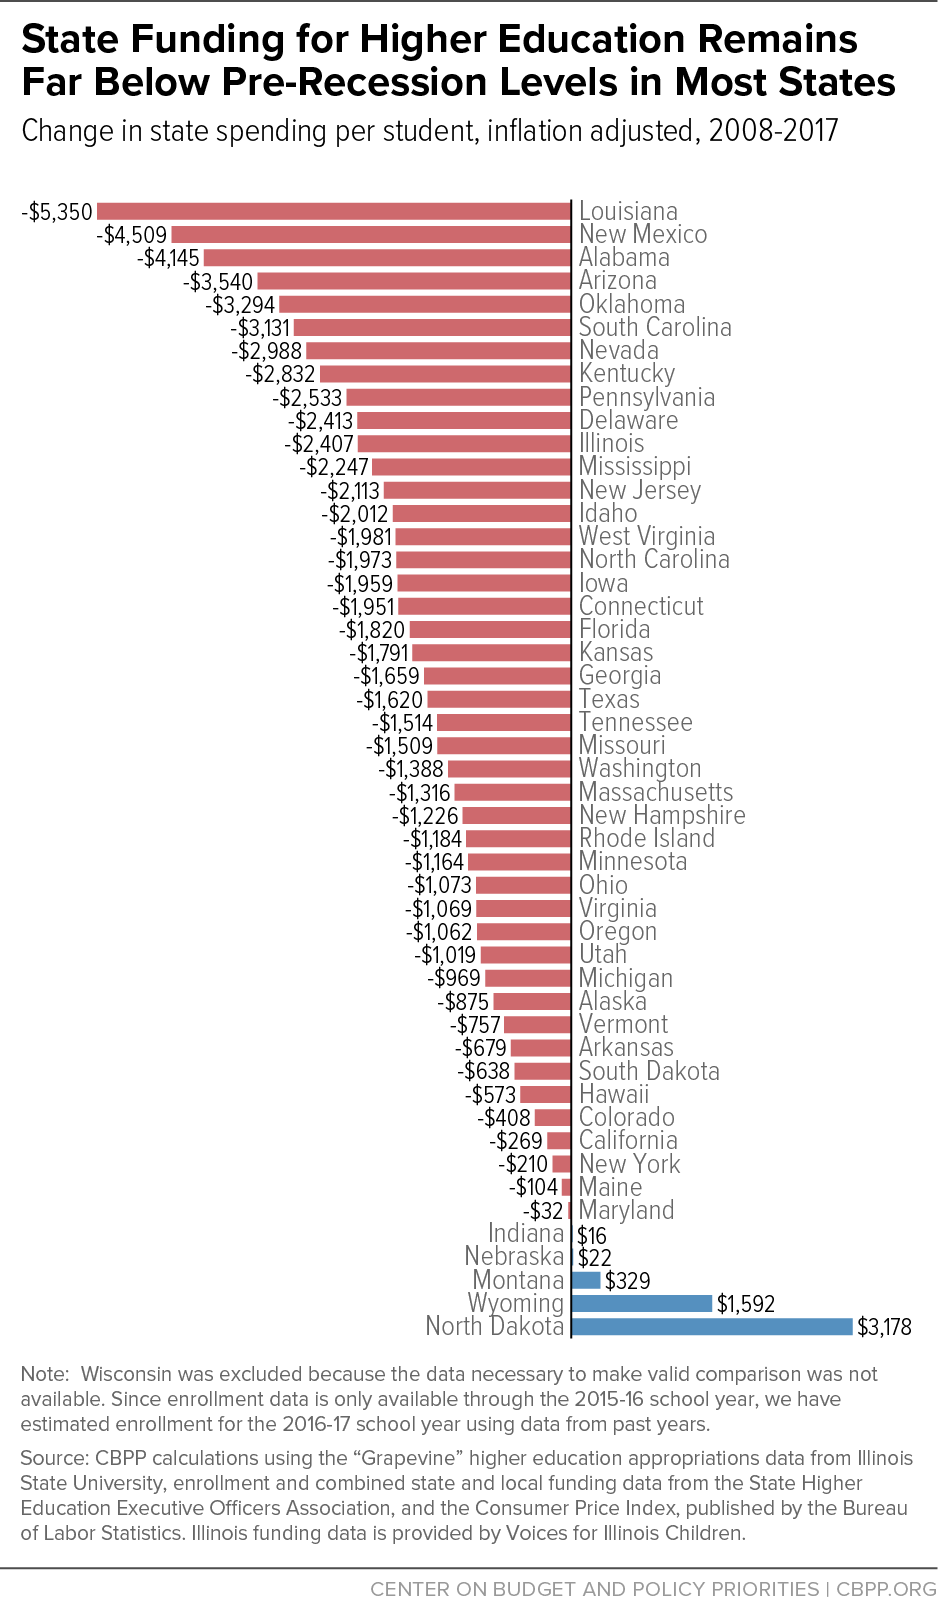 State Funding for Higher Education Remains
Far Below Pre-Recession Levels in Most States
Change in state spending per student, inflation adjusted, 2008-2017
-$5,350 Louisiana
-$4,509 New Mexico
-$4,145 Alabama
-$3,540 Arizona
-$3,294 Oklahoma
-$3,131 South Carolina
-$2,988 Nevada
-$2,832 Kentucky
-$2,533 Pennsylvania
-$2,413 Delaware
-$2,407 Illinois
-$2,247 Mississippi
-$2,113 New Jersey
-$2,012 Idaho
-$1,981 West Virginia
-$1,973 North Carolina
-$1,959 Iowa
-$1,951 Connecticut
-$1,820 Florida
-$1,791 Kansas
-$1,659 Georgia
-$1,620 Texas
-$1,514 Tennessee
-$1,509 Missouri
-$1,388 Washington
-$1,316 Massachusetts
-$1,226 New Hampshire
-$1,184 Rhode Island
-$1,164 Minnesota
-$1,073 Ohio
-$1,069 Virginia
-$1,062 Oregon
-$1,019 Utah
-$969 Michigan
-$875 Alaska
-$757 Vermont
-$679 Arkansas
-$638 South Dakota
-$573 Hawaii
-$408 Colorado
-$269 California
-$210 New York
-$104 Maine
-$32 Maryland
Indiana $16
Nebraska $22
Montana $329
Wyoming $1,592
North Dakota $3,178
Note: Wisconsin was excluded because the data necessary to make valid comparison was not
available. Since enrollment data is only available through the 2015-16 school year, we have
estimated enrollment for the 2016-17 school year using data from past years.
Source: CBPP calculations using the “Grapevine” higher education appropriations data from Illinois
State University, enrollment and combined state and local funding data from the State Higher
Education Executive Officers Association, and the Consumer Price Index, published by the Bureau
of Labor Statistics. Illinois funding data is provided by Voices for Illinois Children.
CENTER ON BUDGET AND POLICY PRIORITIES | CBPP.ORG